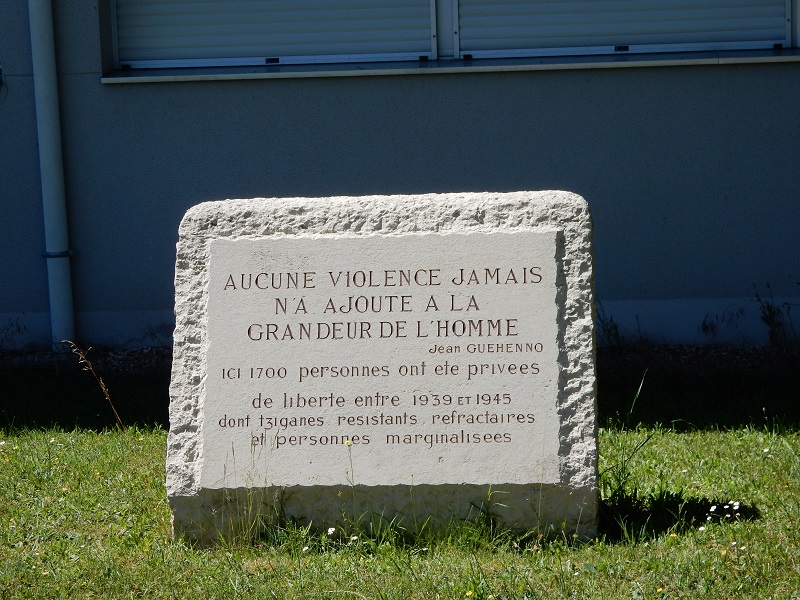 AUCUNE VIOLENCE JAMAIS
N'A AJOUTE A LA
GRANDEUR DE L'HOMME
Jean GUEHENNO
ICI 1700 personnes ont ete privees
de liberte entre 1939 ET 1945
dont tziganes resistants refractaires
et personnes marginalisees